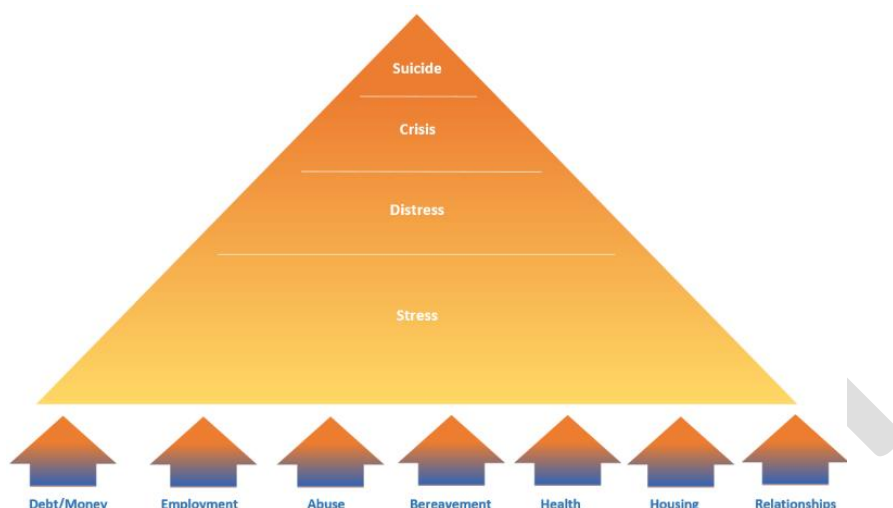 Suicide
Crisis
Distress
Stress
Debt/Money Employment Abuse Bereavement Health Housing Relationships